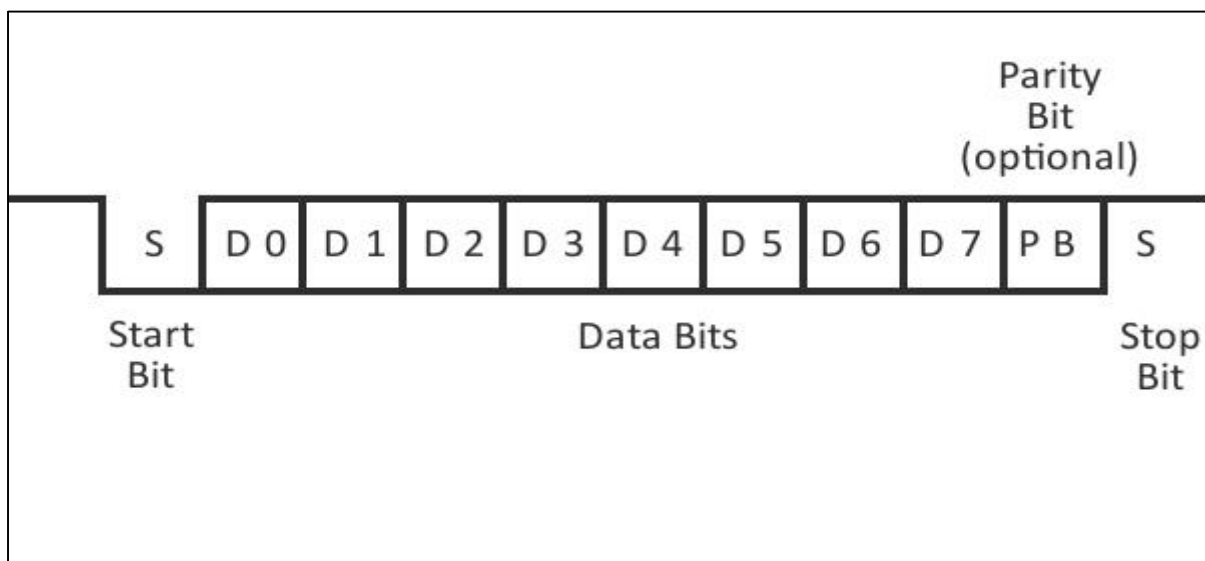 Parity
Bit
(optional)
S D 0 D 1 D 2 D 3 D 4 D 5 D 6 D 7 P B S
Start
Bit
Data Bits
Stop
Bit